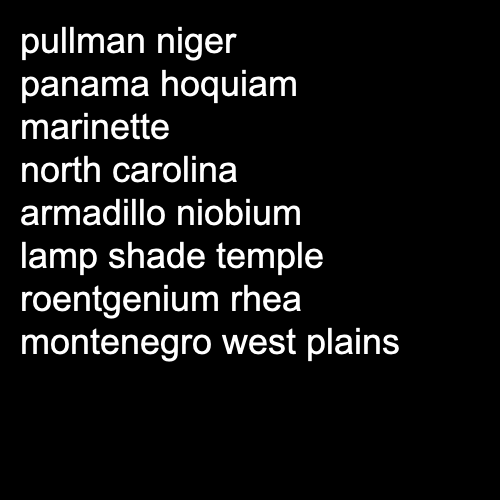 pullman niger
panama hoquiam
marinette
north carolina
armadillo niobium
lamp shade temple
roentgenium rhea
montenegro west plains